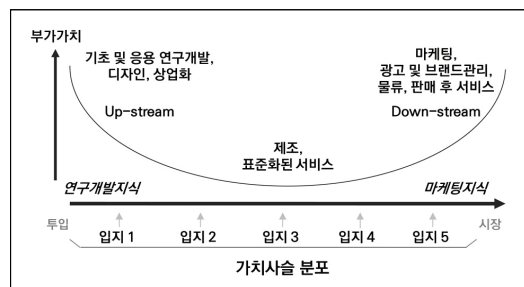 부가가치
기초 및 응용 연구개발,
디자인, 상업화
Up-stream
마케팅,
광고 및 브랜드관리,
물류, 판매 후 서비스
Down-stream
제조,
표준화된 서비스
연구개발지식
마케팅지식
투입
시장
입지 1
입지 2
입지 3
입지 4
입지 5
가치사슬 분포